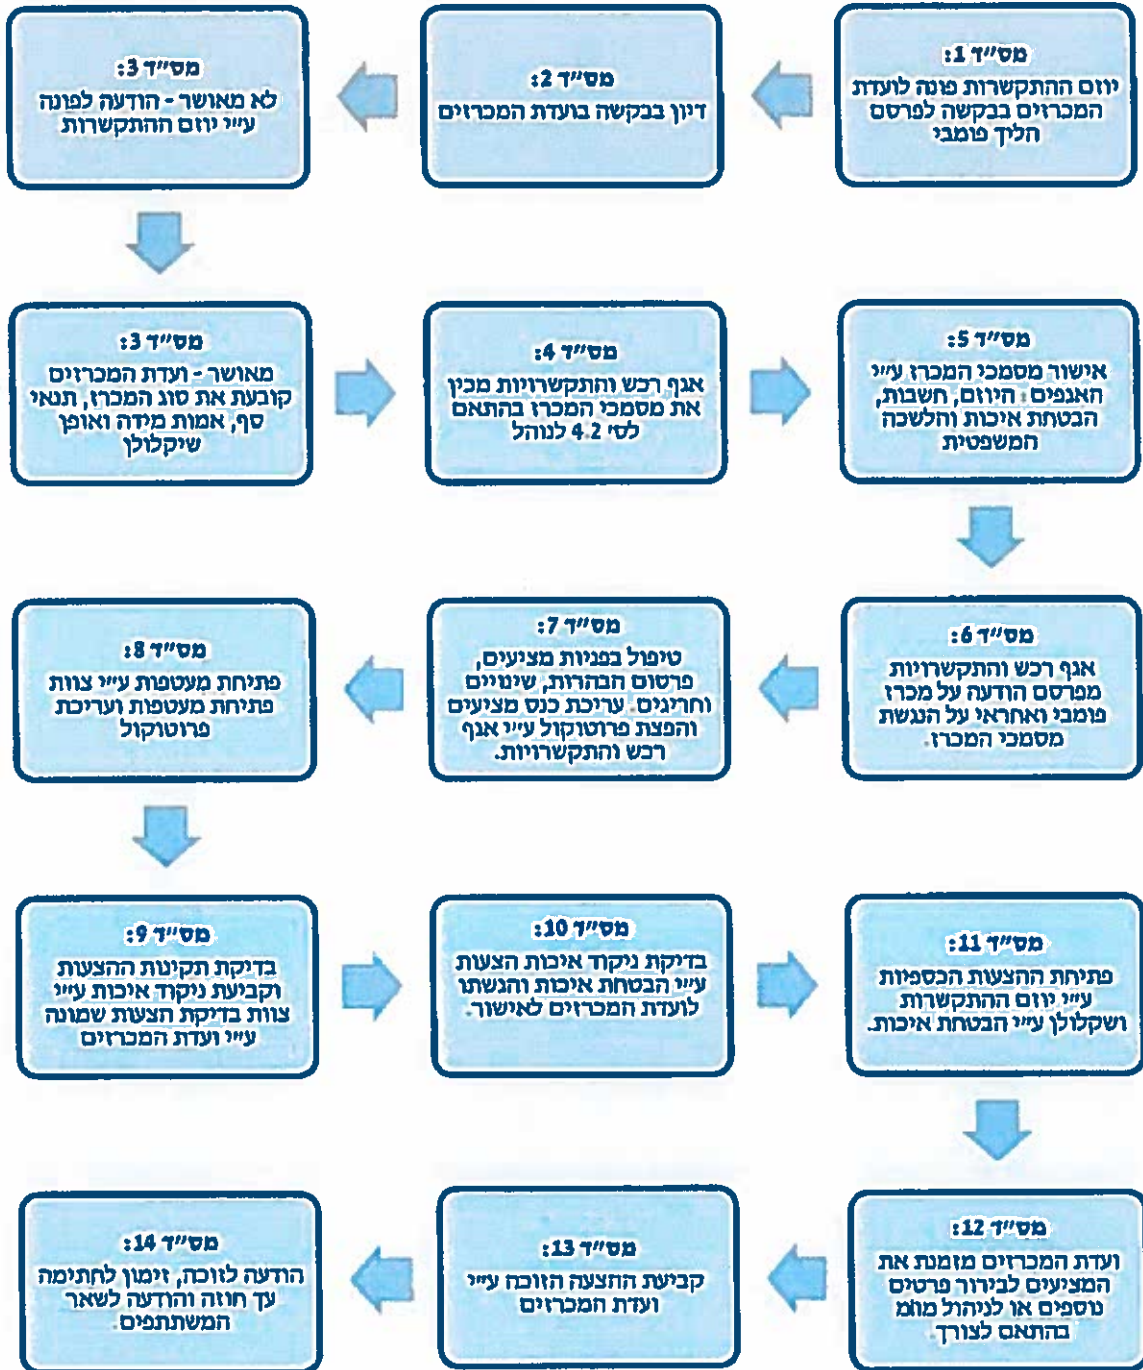 מס״ד 1:
יוזם ההתקשרות פונה לועדת
המכרזים בבקשה לפרסם
הליך פומבי
מס״ד 2:
דיון בבקשה בועדת המכרזים
מס״ד 3:
לא מאושר - הודעה לפונה
ע״י יוזם ההתקשרות
מס״ד 3:
מאושר - ועדת המכרזים
קובעת את סוג המכרז, תנאי
סף, אמות מידה ואופן
שיקלולן
מס״ד 4:
אגף רכש והתקשרויות מכין
את מסמכי המכרז בהתאם
לס׳ 4.2 לנוהל
מס״ד 5:
אישור מסמכי המכרז ע״י
האגפים : היוזם, חשבות,
הבטחת איכות והלשכה
המשפטית
מס״ד 6:
אגף רכש והתקשרויות
מפרסם הודעה על מכרז
פומבי ואחראי על הנגשת
מסמכי המכרז.
מס״ד 7:
טיפול בפניות מציעים,
פרסום הבהרות, שינויים
וחריגים. עריכת כנס מציעים
והפצת פרוטוקול ע״י אגף
רכש והתקשרויות.
מס״ד 8:
פתיחת מעטפות ע״י צוות
פתיחת מעטפות ועריכת
פרוטוקול
מס״ד 9:
בדיקת תקינות ההצעות
וקביעת ניקוד איכות ע״י
צוות בדיקת הצעות שמונה
ע״י ועדת המכרזים
מס״ד 10:
בדיקת ניקוד איכות הצעות
ע״י הבטחת איכות והגשתו
לועדת המכרזים לאישור.
מס״ד 11:
פתיחת ההצעות הכספיות
ע״י יוזם ההתקשרות
ושקלולן ע״י הבטחת איכות.
מס״ד 12:
ועדת המכרזים מזמנת את
המציעים לבירור פרטים
נוספים או לניהול מו״מ
בהתאם לצורך.
מס״ד 13:
קביעת ההצעה הזוכה ע״י
ועדת המכרזים
מס״ד 14:
הודעה לזוכה, זימון לחתימה
עך חוזה והודעה לשאר
המשתתפים.